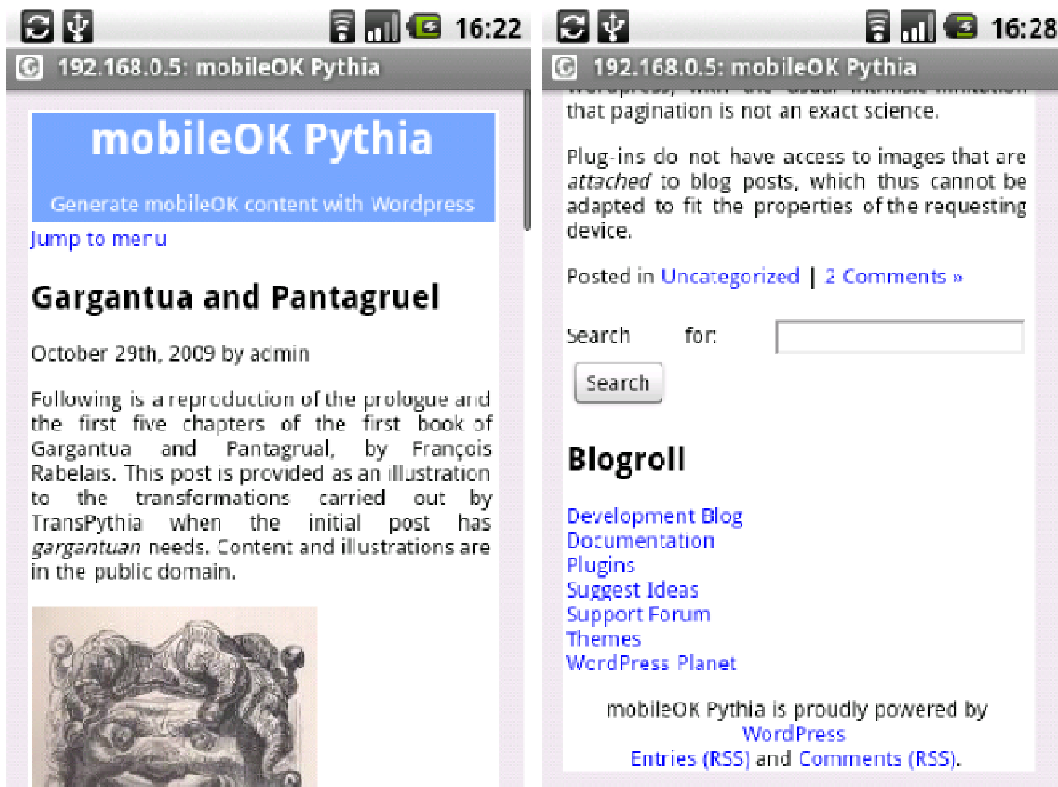 16:22
192.168.0.5: mobileOK Pythia
mobileOK Pythia
Generate mobileOK content with Wordpress
Jump to menu
Gargantua and Pantagruel
October 29th, 2009 by admin
Following is a reproduction of the prologue and
the first five chapters of the first book of
Gargantua and Pantagrual, by François
Rabelais. This post is provided as an illustration
to the transformations carried out by
TransPythia when the initial post has
gargantuan needs. Content and illustrations are
in the public domain.
16:28
192.168.0.5: mobileOK Pythia
Wordpress, with the usual intrinsic limitation
that pagination is not an exact science.
Plug-ins do not have access to images that are
attached to blog posts, which thus cannot be
adapted to fit the properties of the requesting
device.
Posted in Uncategorized | 2 Comments »
Search for:
Search
Blogroll
Development Blog
Documentation
Plugins
Suggest Ideas
Support Forum
Themes
WordPress Planet
mobileOK Pythia is proudly powered by
WordPress
Entries (RSS) and Comments (RSS).